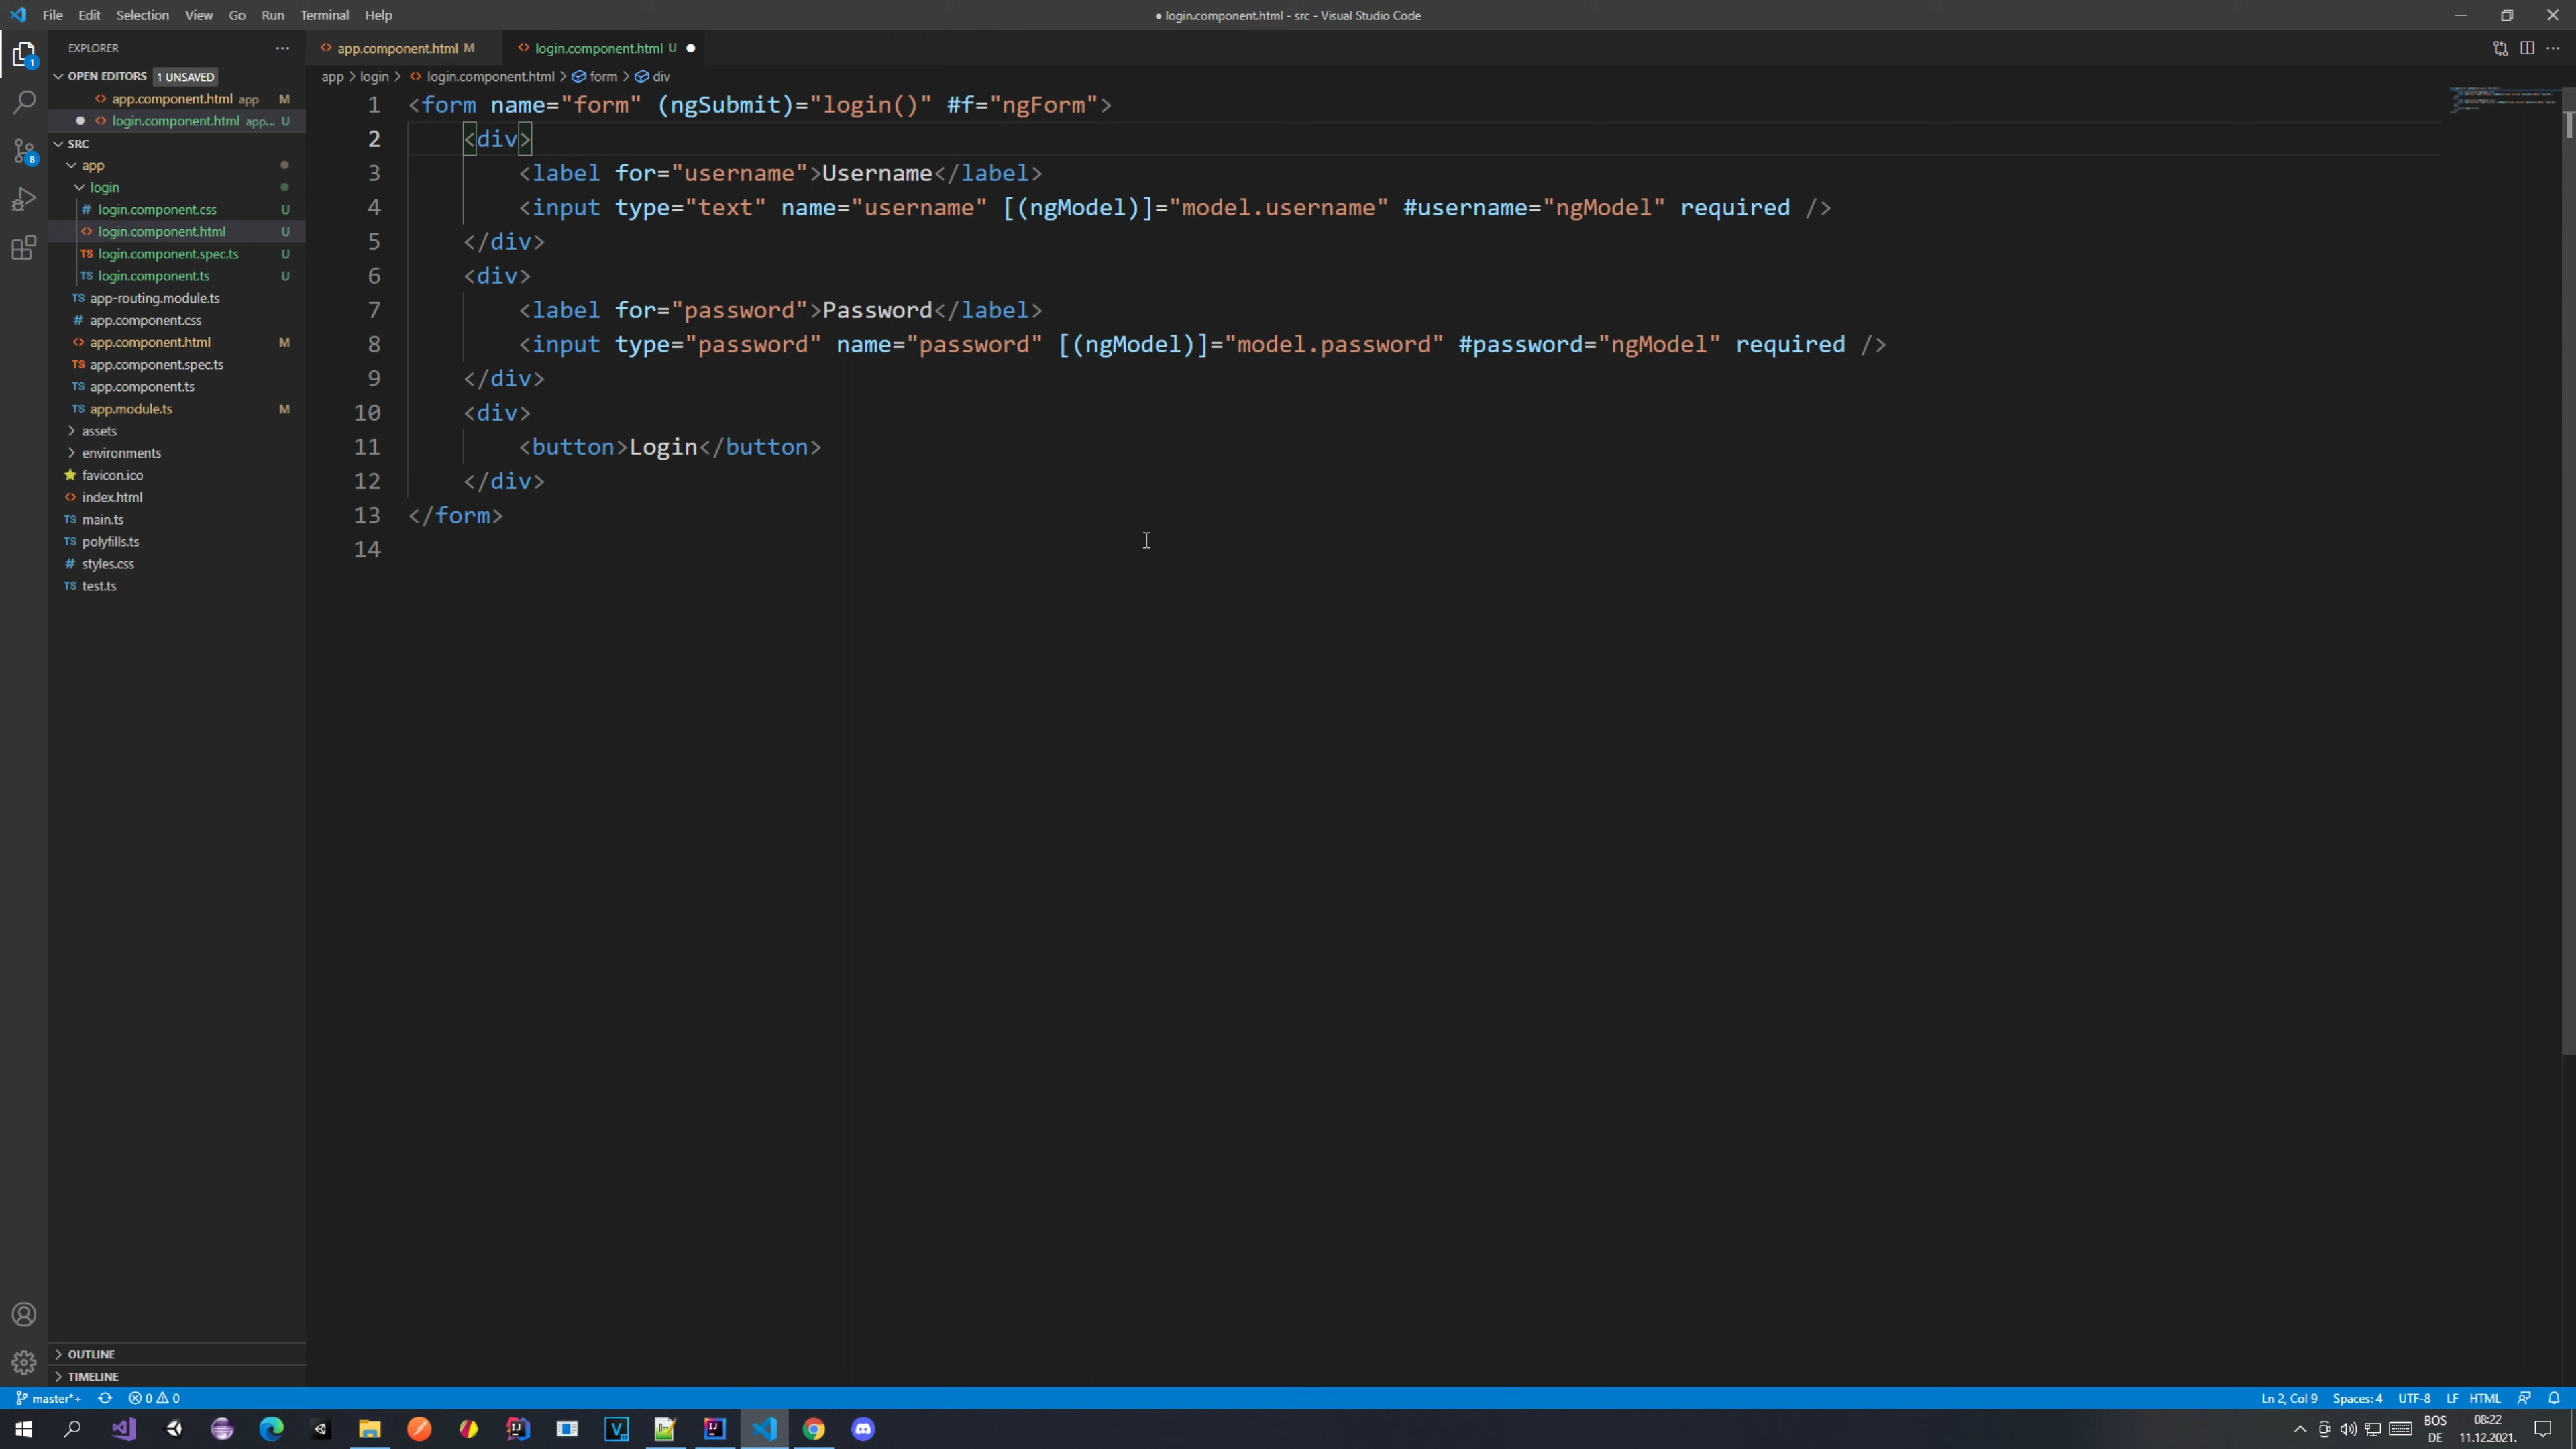 File Edit Selection View Go Run Terminal Help
● login.component.html - src - Visual Studio Code
EXPLORER
OPEN EDITORS 1 UNSAVED
app.component.html app M
login.component.html app... U
SRC
app
login
login.component.css U
login.component.html U
login.component.spec.ts U
login.component.ts U
app-routing.module.ts
app.component.css
app.component.html M
app.component.spec.ts
app.component.ts
app.module.ts M
assets
environments
favicon.ico
index.html
main.ts
polyfills.ts
styles.css
test.ts
OUTLINE
TIMELINE
app.component.html M
login.component.html U
app > login > login.component.html > form > div
1 <form name="form" (ngSubmit)="login()" #f="ngForm">
2 <div>
3 <label for="username">Username</label>
4 <input type="text" name="username" [(ngModel)]="model.username" #username="ngModel" required />
5 </div>
6 <div>
7 <label for="password">Password</label>
8 <input type="password" name="password" [(ngModel)]="model.password" #password="ngModel" required />
9 </div>
10 <div>
11 <button>Login</button>
12 </div>
13 </form>
14
master*+ 0 0
Ln 2, Col 9 Spaces: 4 UTF-8 LF HTML
BOS
DE
08:22
11.12.2021.